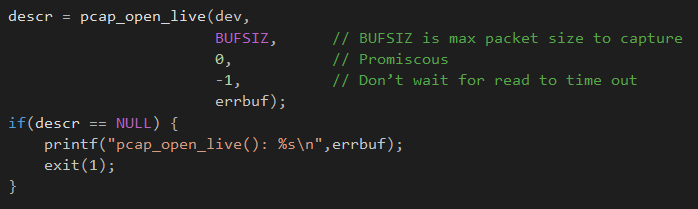 descr = pcap_open_live(dev,
                       BUFSIZ,      // BUFSIZ is max packet size to capture
                       0,           // Promiscous
                       -1,          // Don’t wait for read to time out
                       errbuf);
if(descr == NULL) {
    printf("pcap_open_live(): %s\n",errbuf);
    exit(1);
}